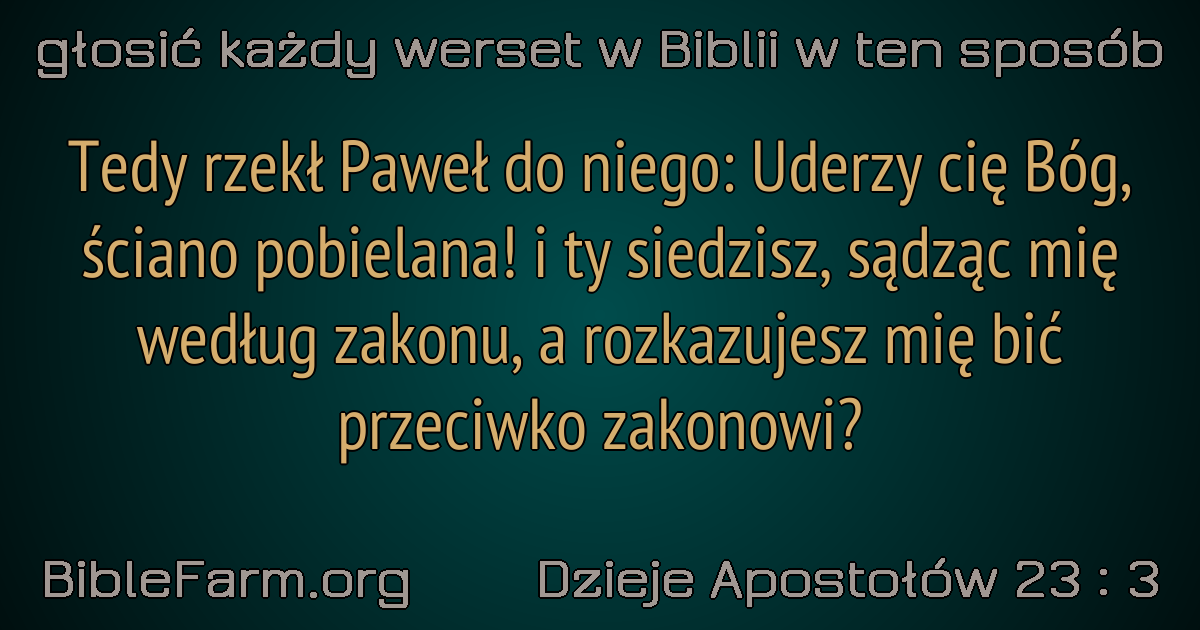 głosić każdy werset w Biblii w ten sposób
Tedy rzekł Paweł do niego: Uderzy cię Bóg,
ściano pobielana! i ty siedzisz, sądząc mię
według zakonu, a rozkazujesz mię bić
przeciwko zakonowi?
BibleFarm.org
Dzieje Apostołów 23 : 3